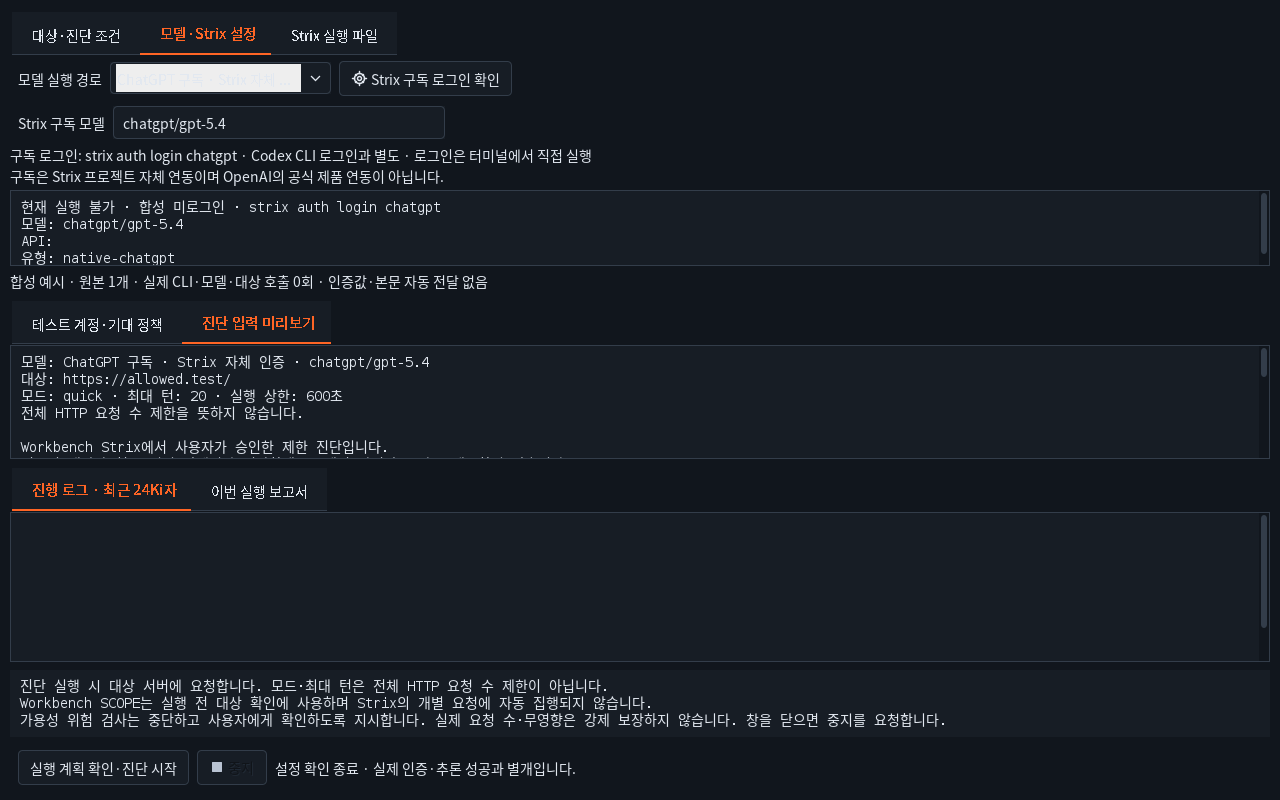 대상·진단 조건
모델·Strix 설정
Strix 실행 파일
모델 실행 경로
Strix 구독 로그인 확인
Strix 구독 모델
chatgpt/gpt-5.4
구독 로그인: strix auth login chatgpt · Codex CLI 로그인과 별도 · 로그인은 터미널에서 직접 실행
구독은 Strix 프로젝트 자체 연동이며 OpenAI의 공식 제품 연동이 아닙니다.
현재 실행 불가 · 합성 미로그인 · strix auth login chatgpt
모델: chatgpt/gpt-5.4
API:
유형: native-chatgpt
합성 예시 · 원본 1개 · 실제 CLI·모델·대상 호출 0회 · 인증값·본문 자동 전달 없음
테스트 계정·기대 정책
진단 입력 미리보기
모델: ChatGPT 구독 · Strix 자체 인증 · chatgpt/gpt-5.4
대상: https://allowed.test/
모드: quick · 최대 턴: 20 · 실행 상한: 600초
전체 HTTP 요청 수 제한을 뜻하지 않습니다.
Workbench Strix에서 사용자가 승인한 제한 진단입니다.
진행 로그 · 최근 24Ki자
이번 실행 보고서
진단 실행 시 대상 서버에 요청합니다. 모드·최대 턴은 전체 HTTP 요청 수 제한이 아닙니다.
Workbench SCOPE는 실행 전 대상 확인에 사용하며 Strix의 개별 요청에 자동 집행되지 않습니다.
가용성 위험 검사는 중단하고 사용자에게 확인하도록 지시합니다. 실제 요청 수·무영향은 강제 보장하지 않습니다. 창을 닫으면 중지를 요청합니다.
실행 계획 확인·진단 시작
설정 확인 종료 · 실제 인증·추론 성공과 별개입니다.